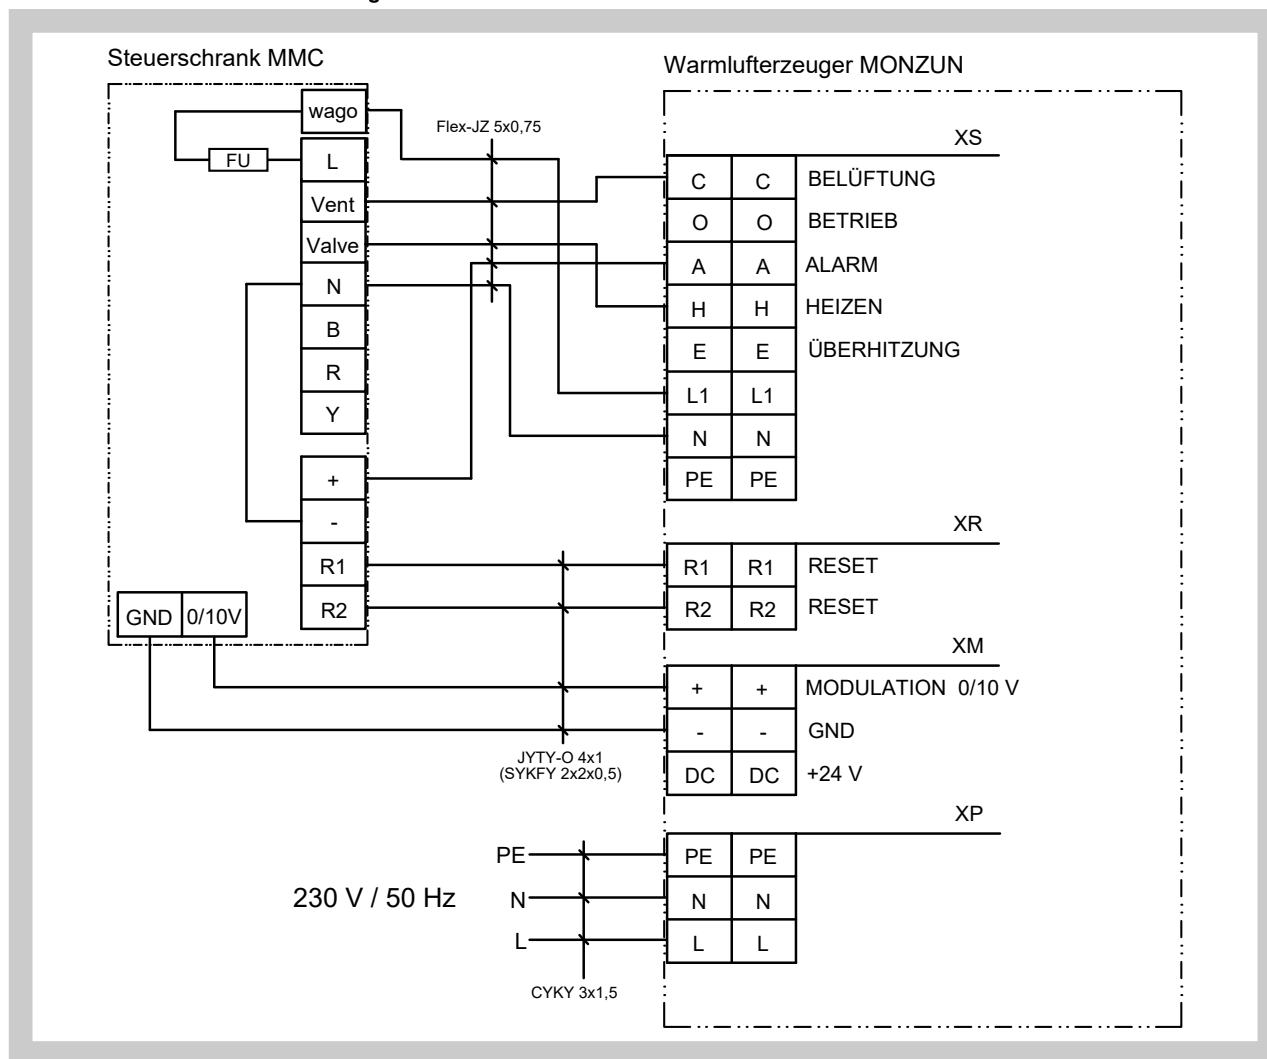 Steuerschrank MMC
Warmlufterzeuger MONZUN
wago
FU
L
Vent
Valve
N
B
R
Y
+
-
R1
R2
GND 0/10V
Flex-JZ 5x0,75
XS
C C BELÜFTUNG
O O BETRIEB
A A ALARM
H H HEIZEN
E E ÜBERHITZUNG
L1 L1
N N
PE PE
XR
R1 R1 RESET
R2 R2 RESET
XM
+ + MODULATION 0/10 V
- - GND
DC DC +24 V
JYTY-O 4x1
(SYKFY 2x2x0,5)
XP
PE PE PE
230 V / 50 Hz
N N N
L L L
CYKY 3x1,5